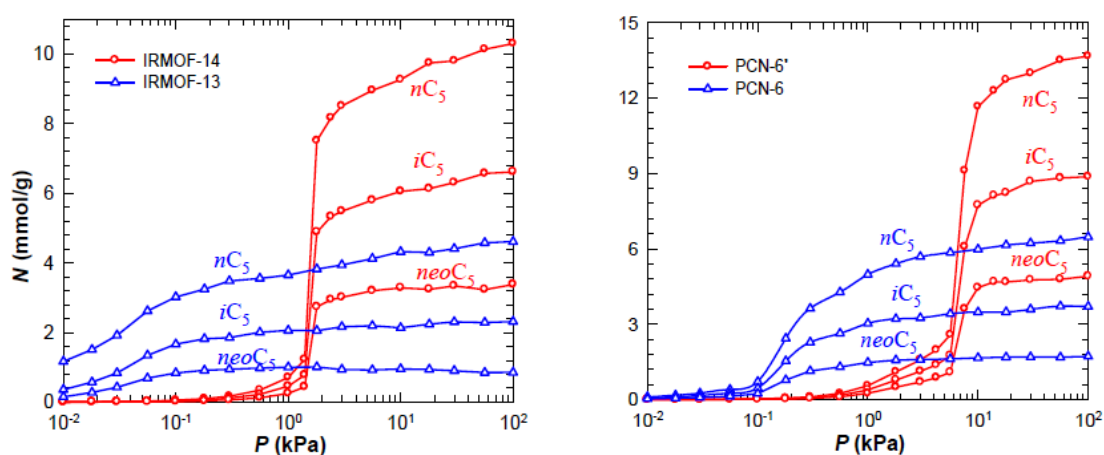 10
8
6
4
2
0
N (mmol/g)
IRMOF-14
IRMOF-13
nC5
iC5
nC5
neoC5
iC5
neoC5
10-2 10-1 100 101 102
P (kPa)
15
12
9
6
3
0
PCN-6'
PCN-6
nC5
iC5
nC5
neoC5
iC5
neoC5
10-2 10-1 100 101 102
P (kPa)